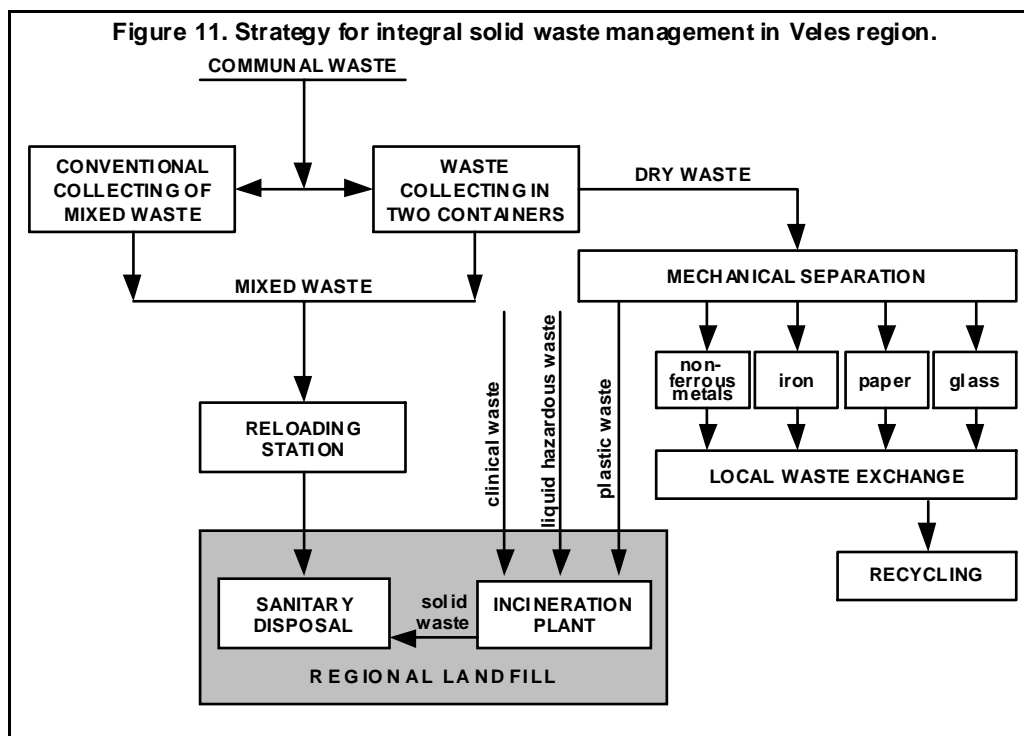 Figure 11. Strategy for integral solid waste management in Veles region.
COMMUNAL WASTE
CONVENTIONAL
COLLECTING OF
MIXED WASTE
WASTE
COLLECTING IN
TWO CONTAINERS
DRY WASTE
MECHANICAL SEPARATION
MIXED WASTE
non-
ferrous
metals
iron
paper
glass
RELOADING
STATION
clinical waste
liquid hazardous waste
plastic waste
LOCAL WASTE EXCHANGE
RECYCLING
SANITARY
DISPOSAL
solid
waste
INCINERATION
PLANT
REGIONAL LANDFILL